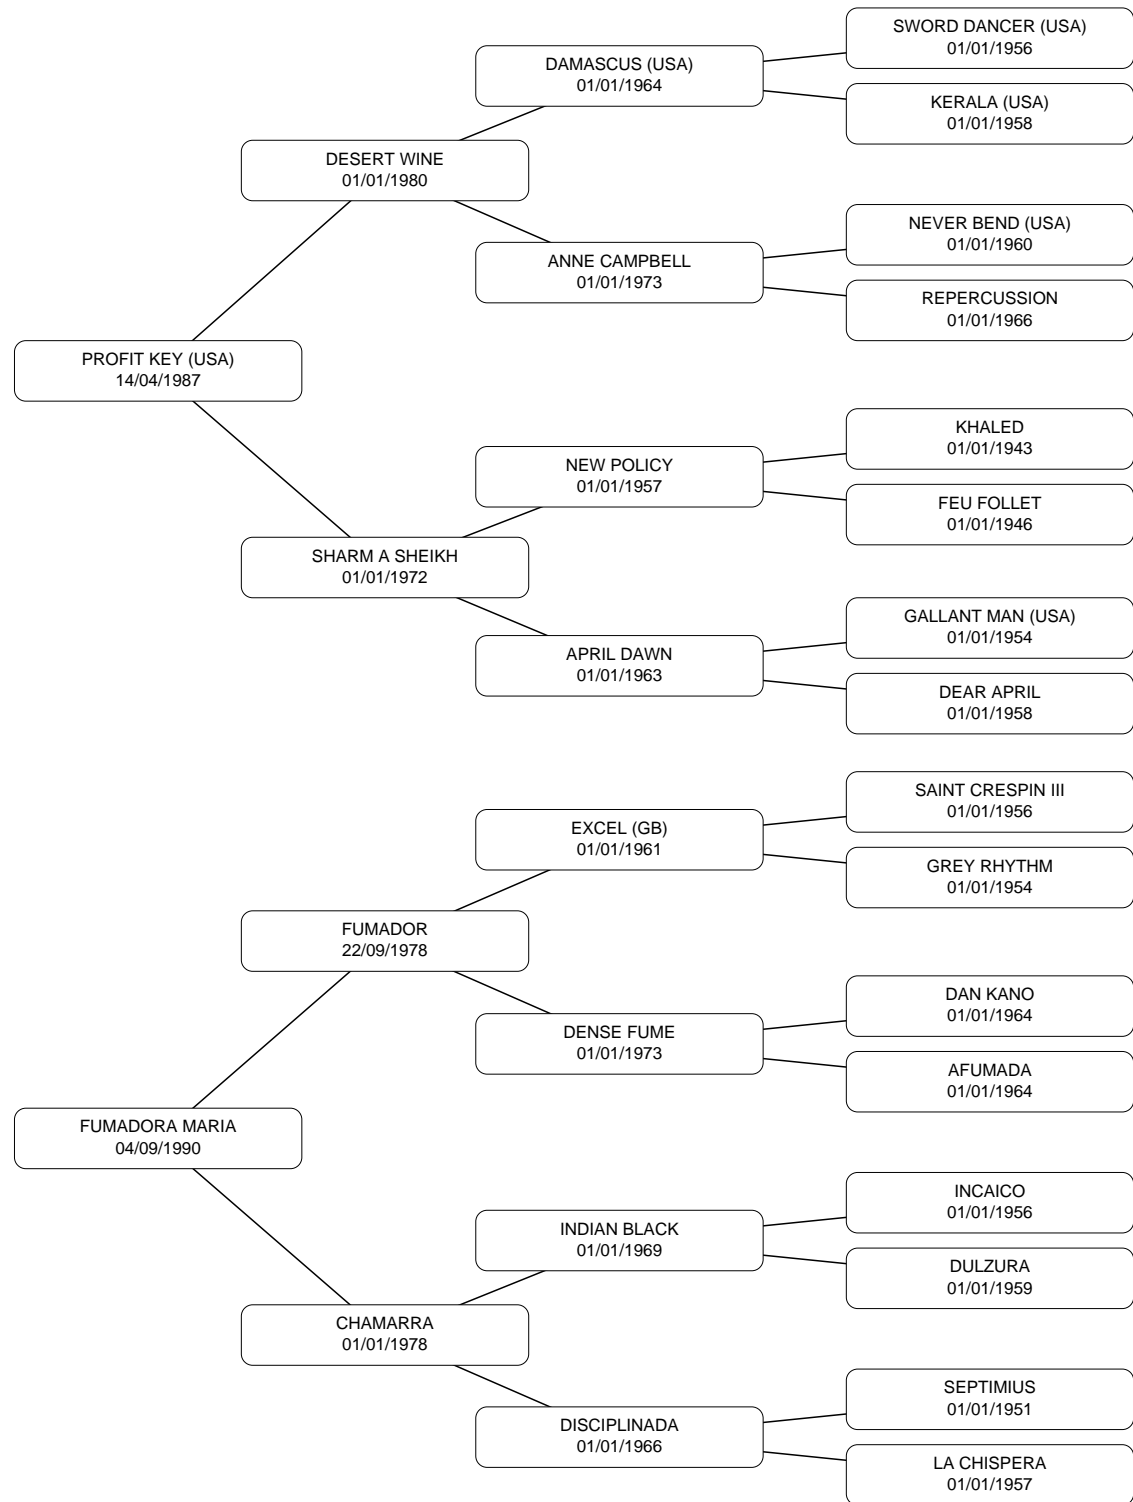 SWORD DANCER (USA)
01/01/1956
DAMASCUS (USA)
01/01/1964
KERALA (USA)
01/01/1958
DESERT WINE
01/01/1980
NEVER BEND (USA)
01/01/1960
ANNE CAMPBELL
01/01/1973
REPERCUSSION
01/01/1966
PROFIT KEY (USA)
14/04/1987
KHALED
01/01/1943
NEW POLICY
01/01/1957
FEU FOLLET
01/01/1946
SHARM A SHEIKH
01/01/1972
GALLANT MAN (USA)
01/01/1954
APRIL DAWN
01/01/1963
DEAR APRIL
01/01/1958
SAINT CRESPIN III
01/01/1956
EXCEL (GB)
01/01/1961
GREY RHYTHM
01/01/1954
FUMADOR
22/09/1978
DAN KANO
01/01/1964
DENSE FUME
01/01/1973
AFUMADA
01/01/1964
FUMADORA MARIA
04/09/1990
INCAICO
01/01/1956
INDIAN BLACK
01/01/1969
DULZURA
01/01/1959
CHAMARRA
01/01/1978
SEPTIMIUS
01/01/1951
DISCIPLINADA
01/01/1966
LA CHISPERA
01/01/1957